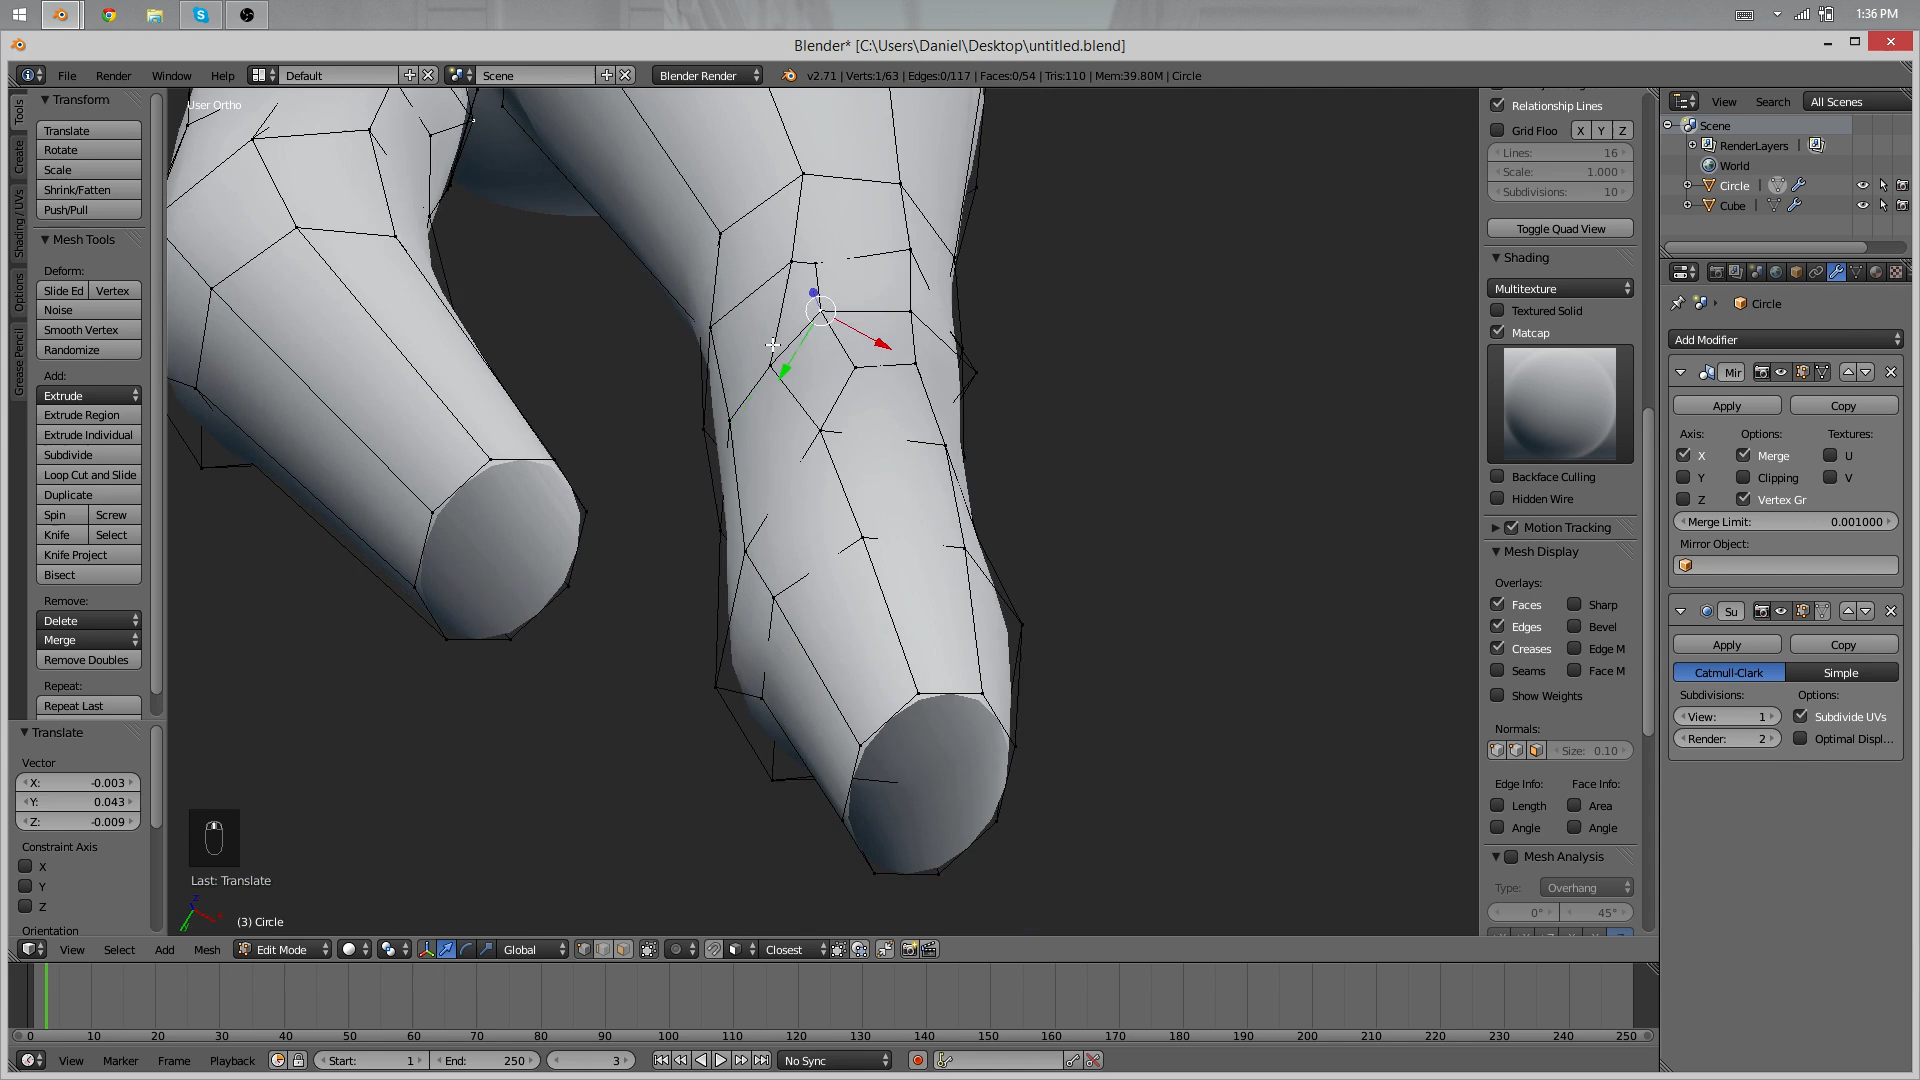 1:36 PM
Blender* [C:\Users\Daniel\Desktop\untitled.blend]
File Render Window Help Default Scene Blender Render v2.71 | Verts:1/63 | Edges:0/117 | Faces:0/54 | Tris:110 | Mem:39.80M | Circle
Tools
Create
Shading / UVs
Options
Grease Pencil
Transform
Translate
Rotate
Scale
Shrink/Fatten
Push/Pull
Mesh Tools
Deform:
Slide Ed Vertex
Noise
Smooth Vertex
Randomize
Add:
Extrude
Extrude Region
Extrude Individual
Subdivide
Loop Cut and Slide
Duplicate
Spin Screw
Knife Select
Knife Project
Bisect
Remove:
Delete
Merge
Remove Doubles
Repeat:
Repeat Last
Translate
Vector
X: -0.003
Y: 0.043
Z: -0.009
Constraint Axis
X
Y
Z
Orientation
User Ortho
Last: Translate
(3) Circle
Relationship Lines
Grid Floo X Y Z
Lines: 16
Scale: 1.000
Subdivisions: 10
Toggle Quad View
Shading
Multitexture
Textured Solid
Matcap
Backface Culling
Hidden Wire
Motion Tracking
Mesh Display
Overlays:
Faces Sharp
Edges Bevel
Creases Edge M
Seams Face M
Show Weights
Normals:
Size: 0.10
Edge Info: Face Info:
Length Area
Angle Angle
Mesh Analysis
Type: Overhang
0° 45°
View Search All Scenes
Scene
RenderLayers
World
Circle
Cube
Circle
Add Modifier
Mir
Apply Copy
Axis: Options: Textures:
X Merge U
Y Clipping V
Z Vertex Gr
Merge Limit: 0.001000
Mirror Object:
Su
Apply Copy
Catmull-Clark Simple
Subdivisions: Options:
View: 1 Subdivide UVs
Render: 2 Optimal Displ...
View Select Add Mesh Edit Mode Global Closest
0 10 20 30 40 50 60 70 80 90 100 110 120 130 140 150 160 170 180 190 200 210 220 230 240 250
View Marker Frame Playback Start: 1 End: 250 3 No Sync